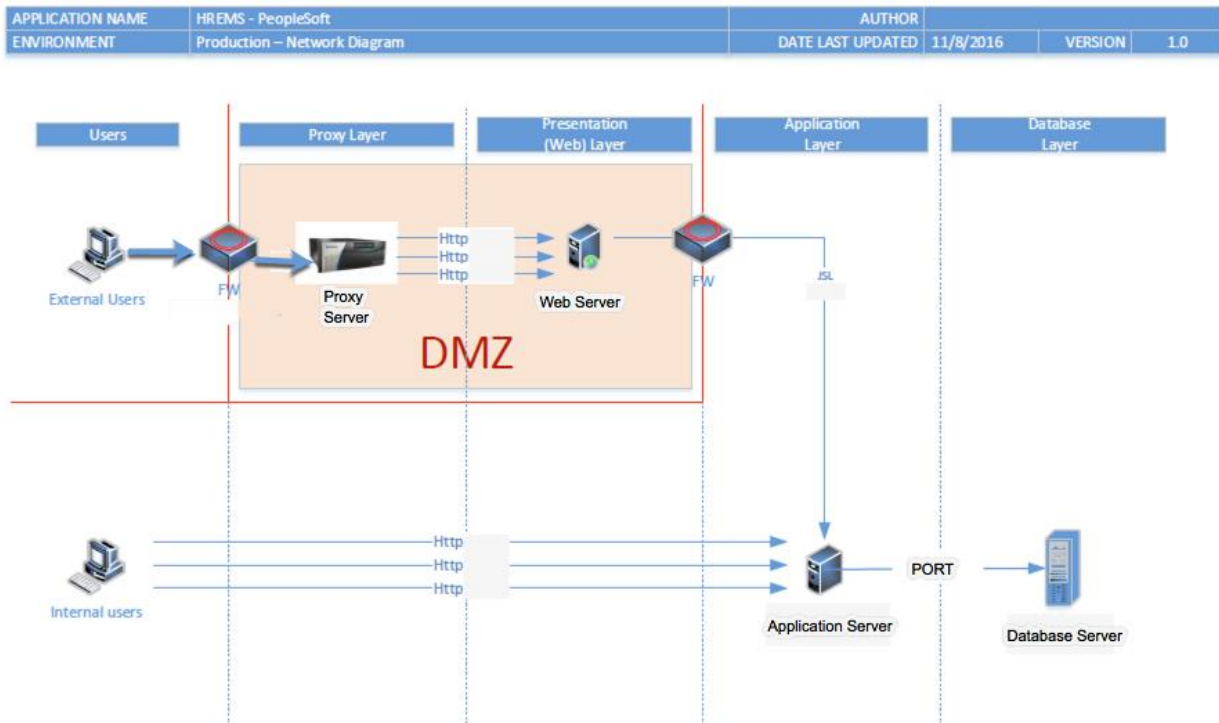 APPLICATION NAME HREMS - PeopleSoft AUTHOR
ENVIRONMENT Production – Network Diagram DATE LAST UPDATED 11/8/2016 VERSION 1.0
Users
Proxy Layer
Presentation
(Web) Layer
Application
Layer
Database
Layer
Http
Http
Http
JSL
External Users
FW
Proxy
Server
Web Server
FW
DMZ
Http
Http
Http
PORT
Internal users
Application Server
Database Server